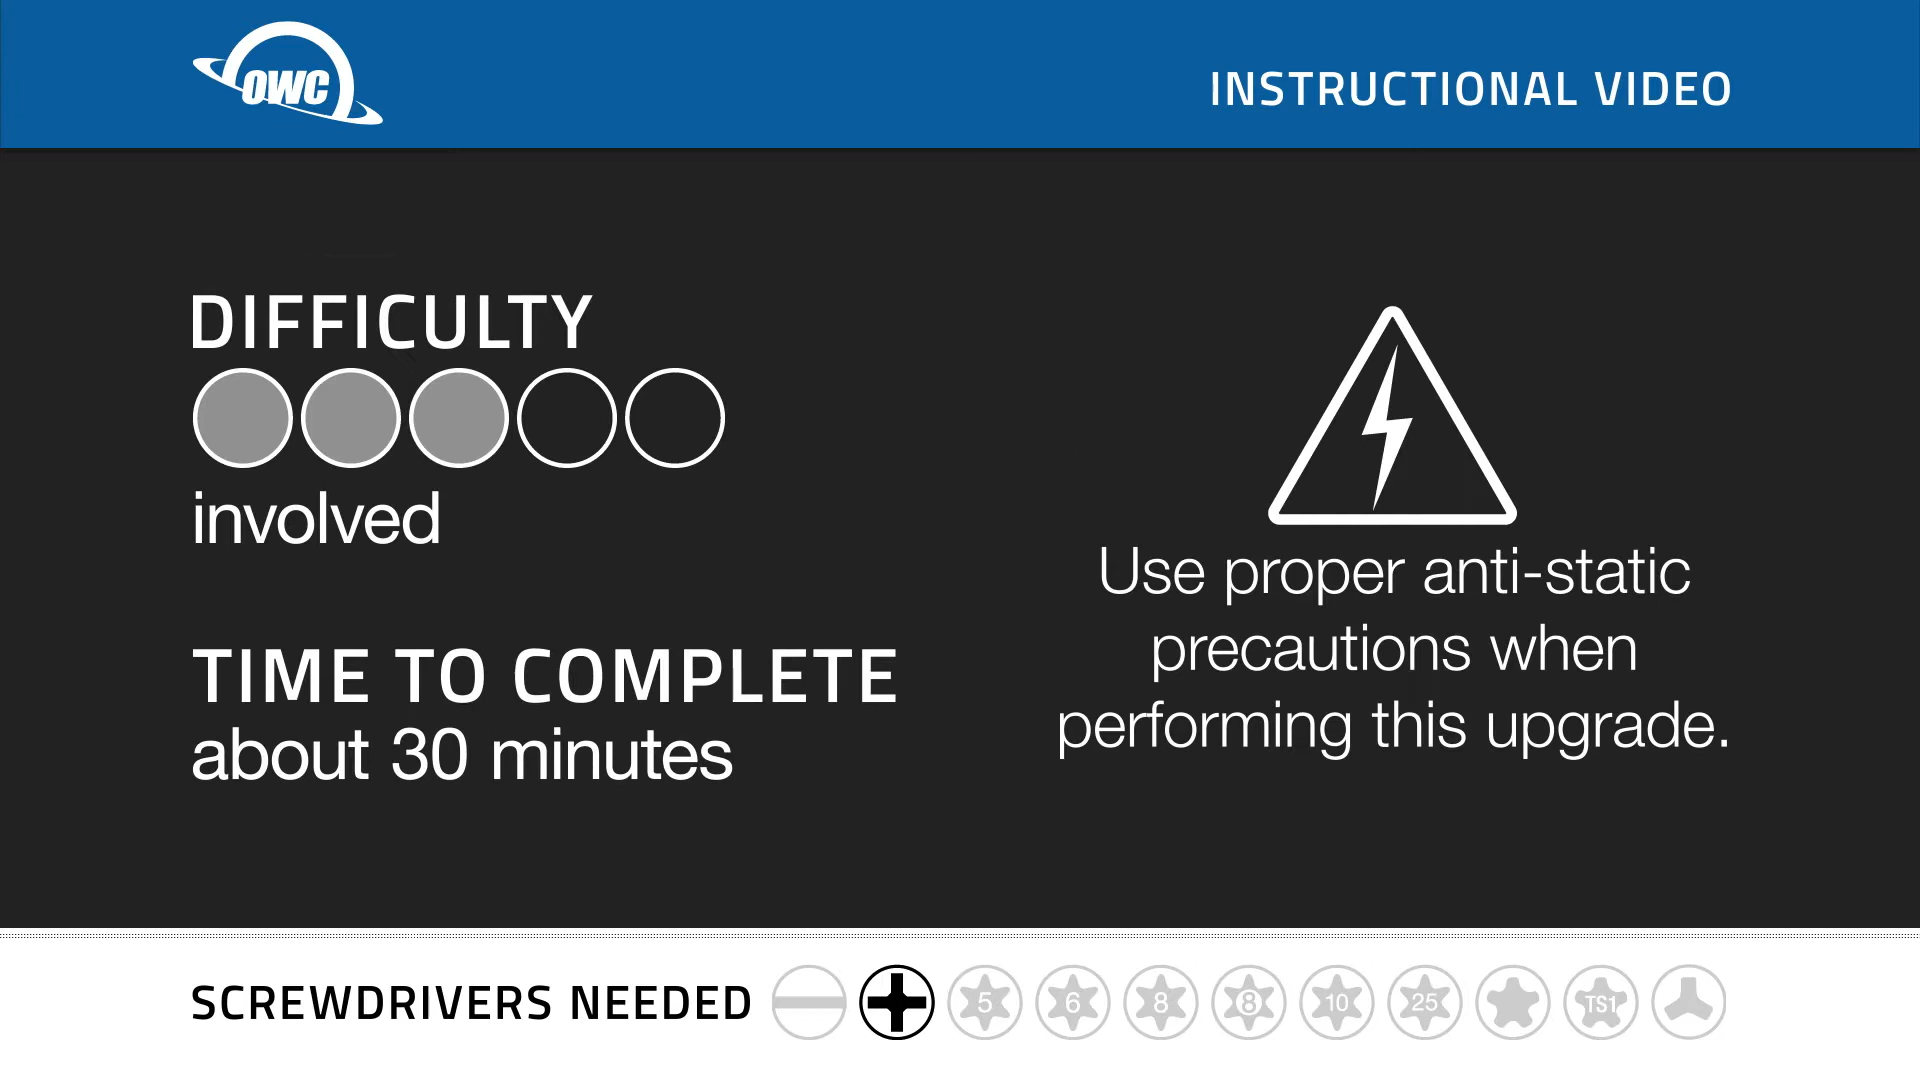 OWC
INSTRUCTIONAL VIDEO
DIFFICULTY
involved
TIME TO COMPLETE
about 30 minutes
Use proper anti-static
precautions when
performing this upgrade.
SCREWDRIVERS NEEDED 5 6 8 8 10 25 TS1